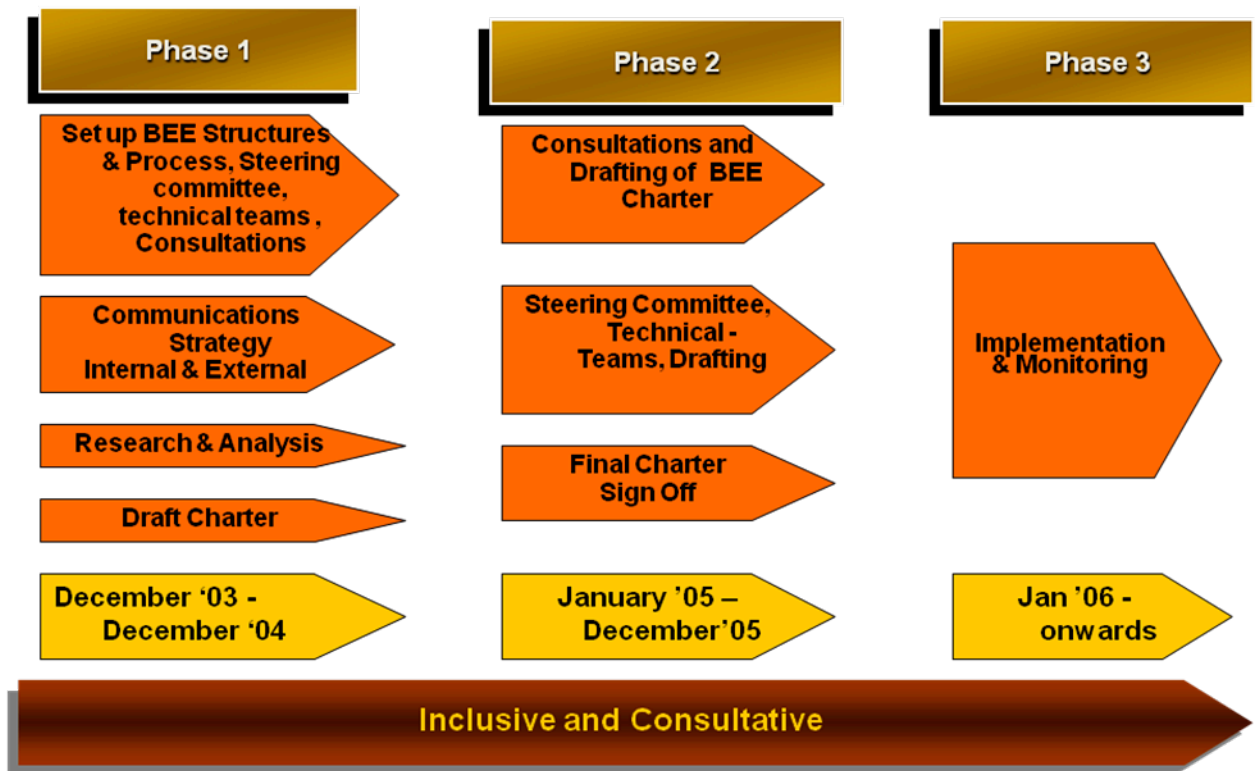 Phase 1
Set up BEE Structures
& Process, Steering
committee,
technical teams ,
Consultations
Communications
Strategy
Internal & External
Research & Analysis
Draft Charter
December ‘03 -
December ‘04
Phase 2
Consultations and
Drafting of BEE
Charter
Steering Committee,
Technical -
Teams, Drafting
Final Charter
Sign Off
January ’05 –
December’05
Phase 3
Implementation
& Monitoring
Jan ’06 -
onwards
Inclusive and Consultative